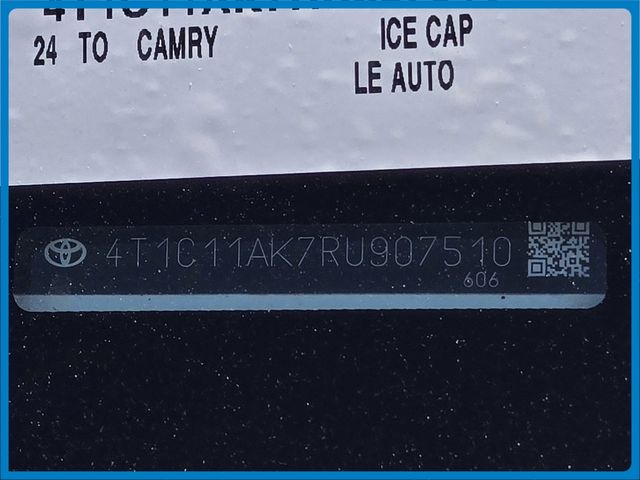 24 TO CAMRY ICE CAP
LE AUTO
4T1C11AK7RU907510
606